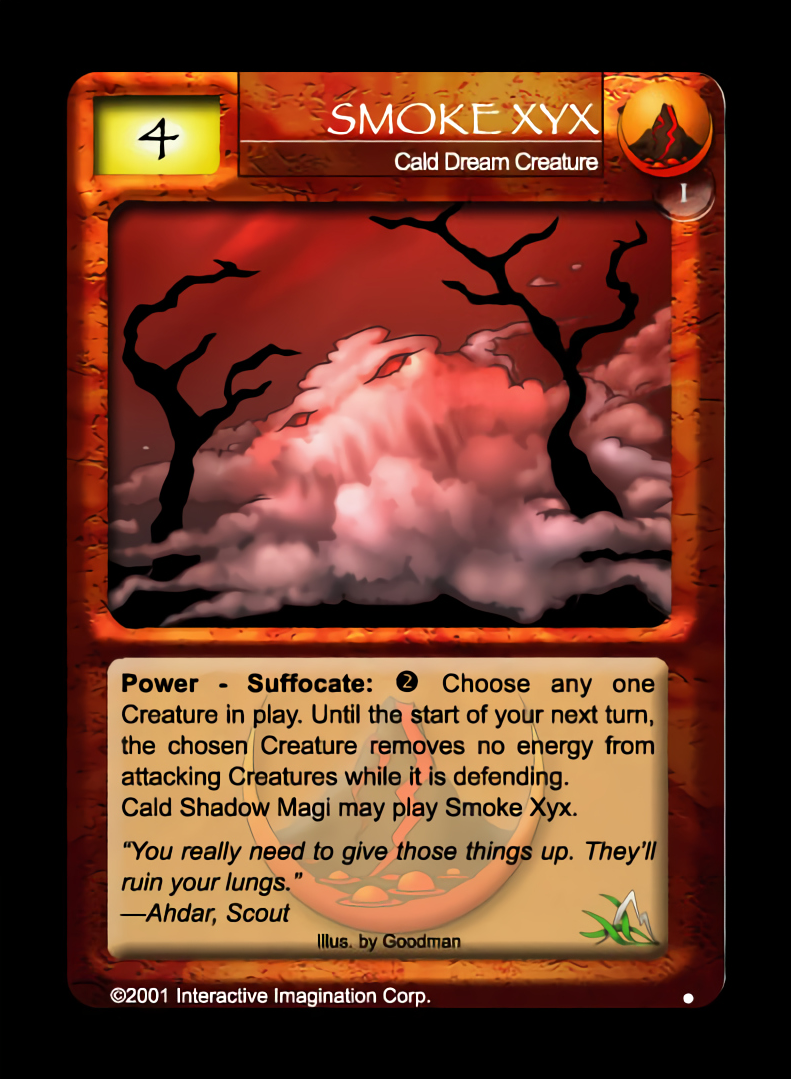 4
SMOKE XYX
Cald Dream Creature
I
Power - Suffocate: ❷ Choose any one
Creature in play. Until the start of your next turn,
the chosen Creature removes no energy from
attacking Creatures while it is defending.
Cald Shadow Magi may play Smoke Xyx.
“You really need to give those things up. They’ll
ruin your lungs.”
—Ahdar, Scout
Illus. by Goodman
©2001 Interactive Imagination Corp.